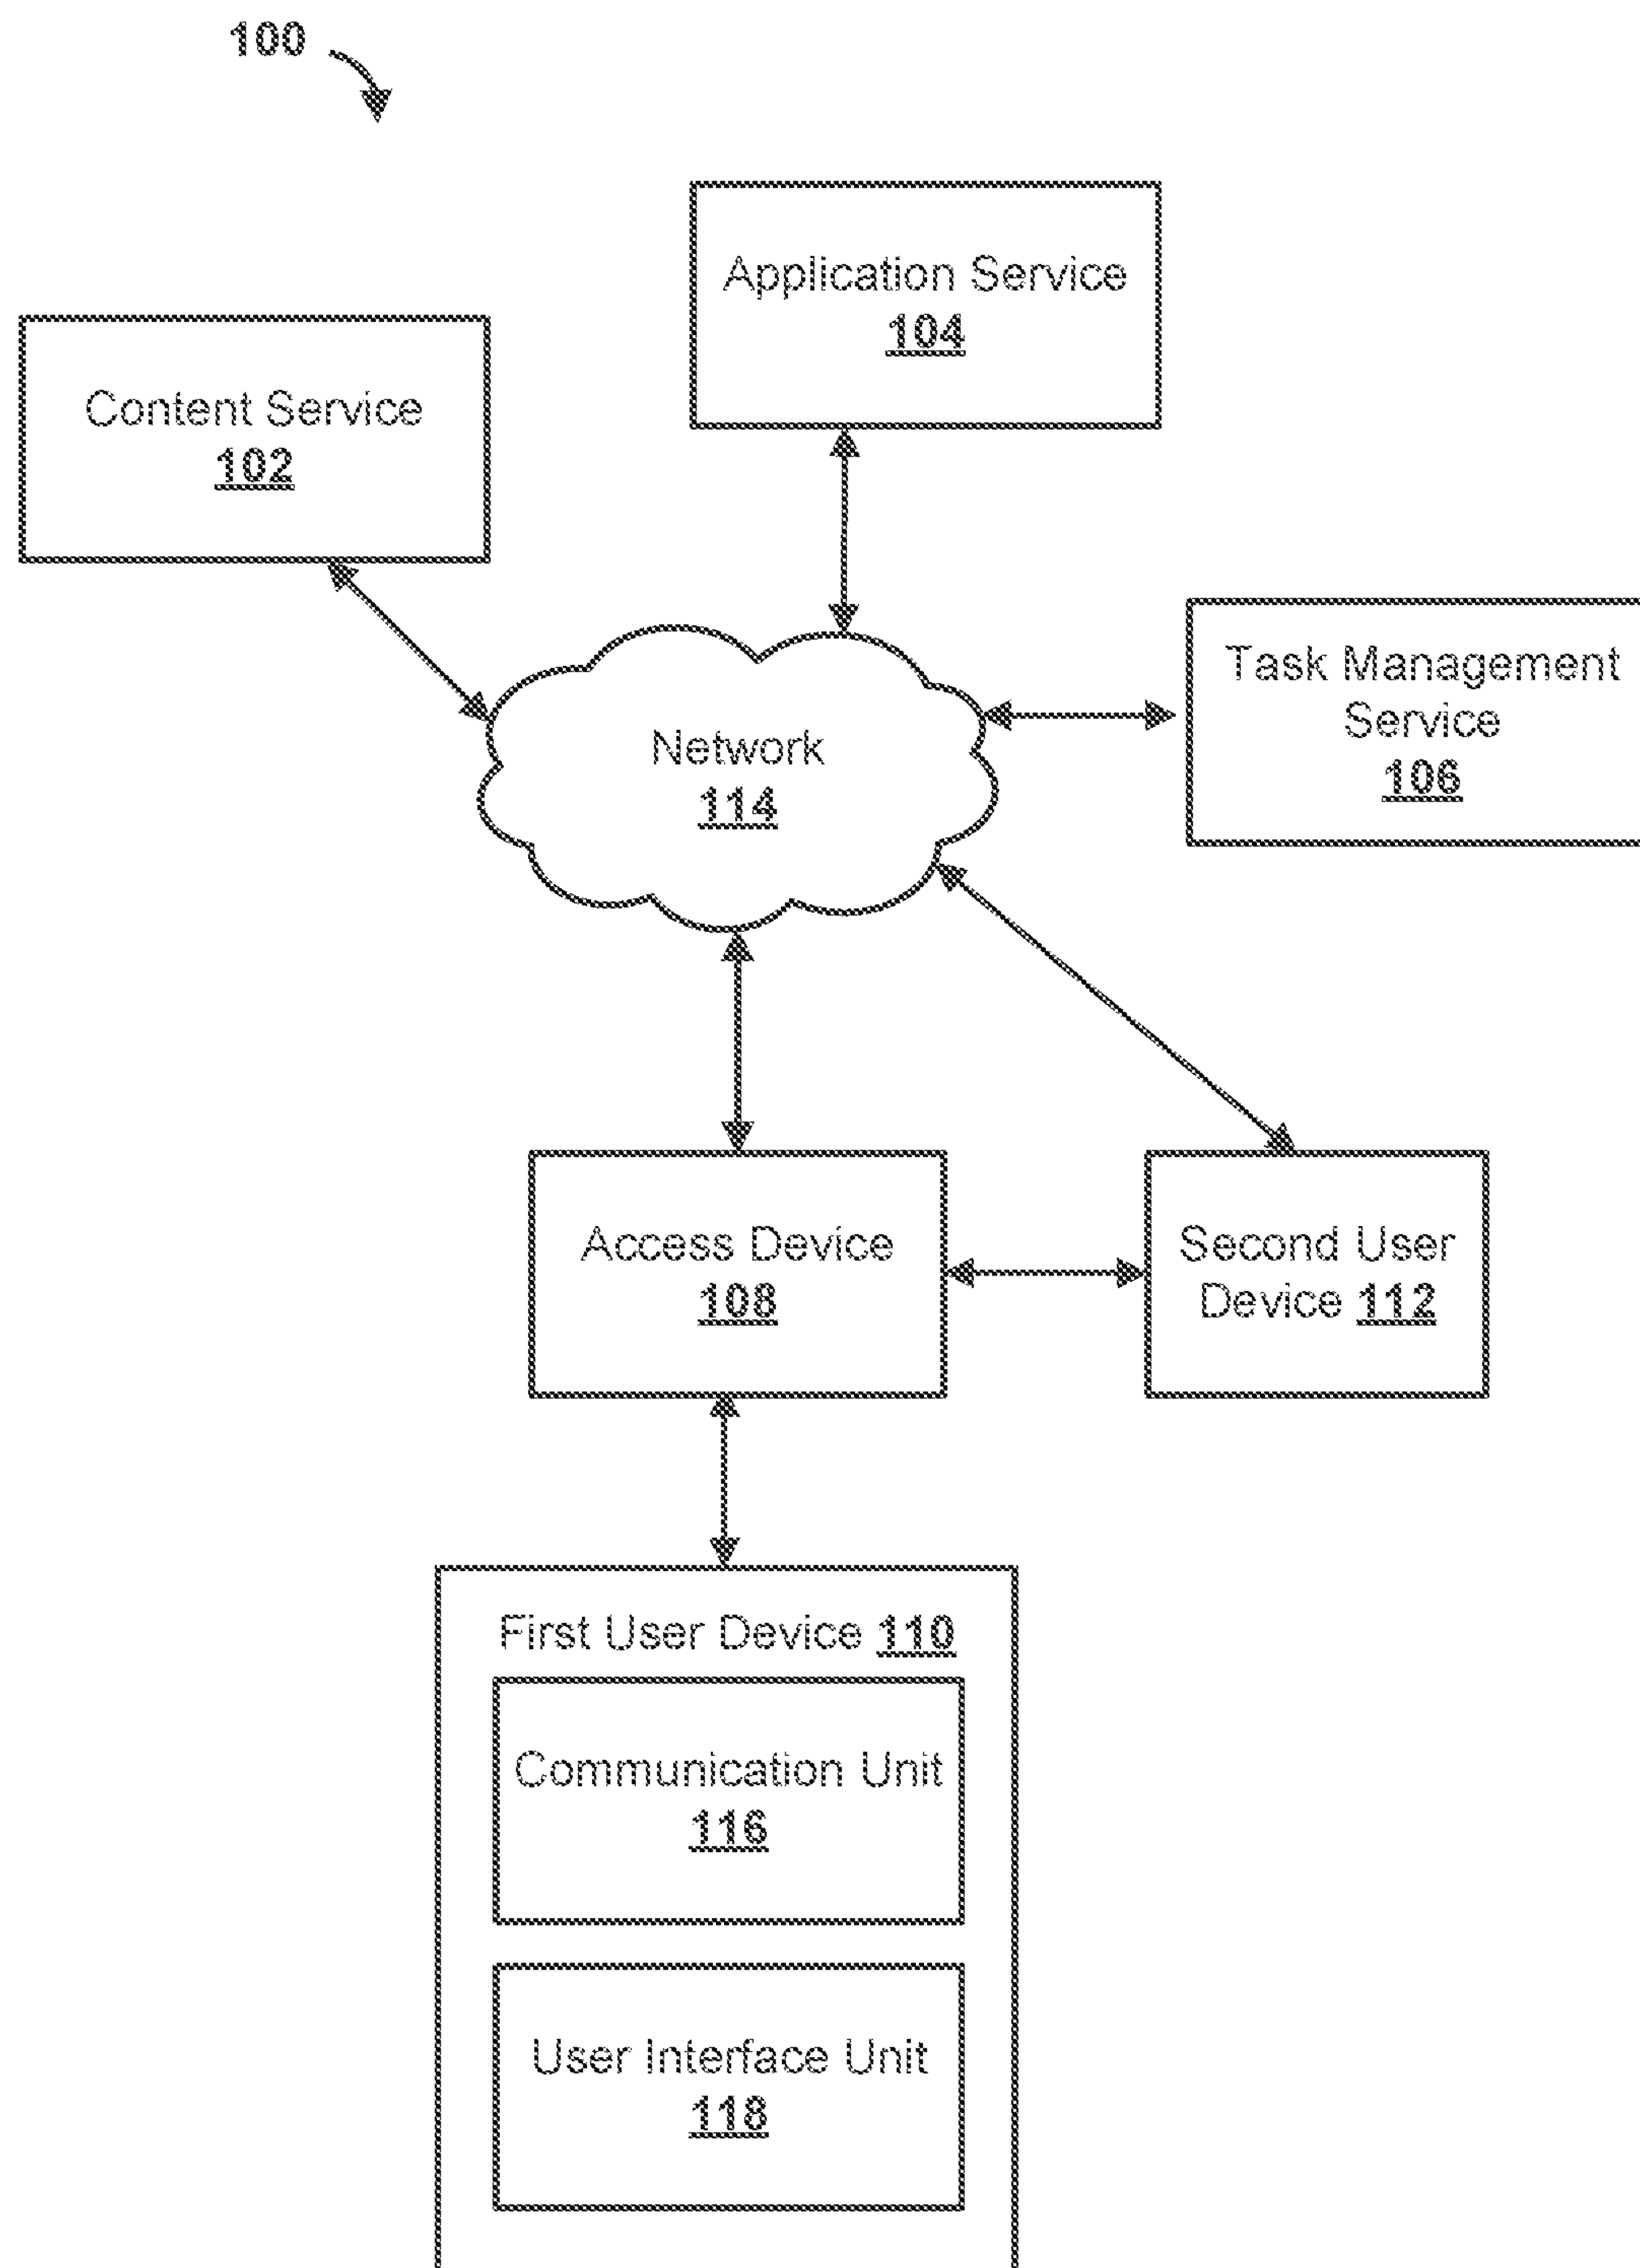 100
Application Service
104
Content Service
102
Task Management
Service
106
Network
114
Access Device
108
Second User
Device 112
First User Device 110
Communication Unit
116
User Interface Unit
118